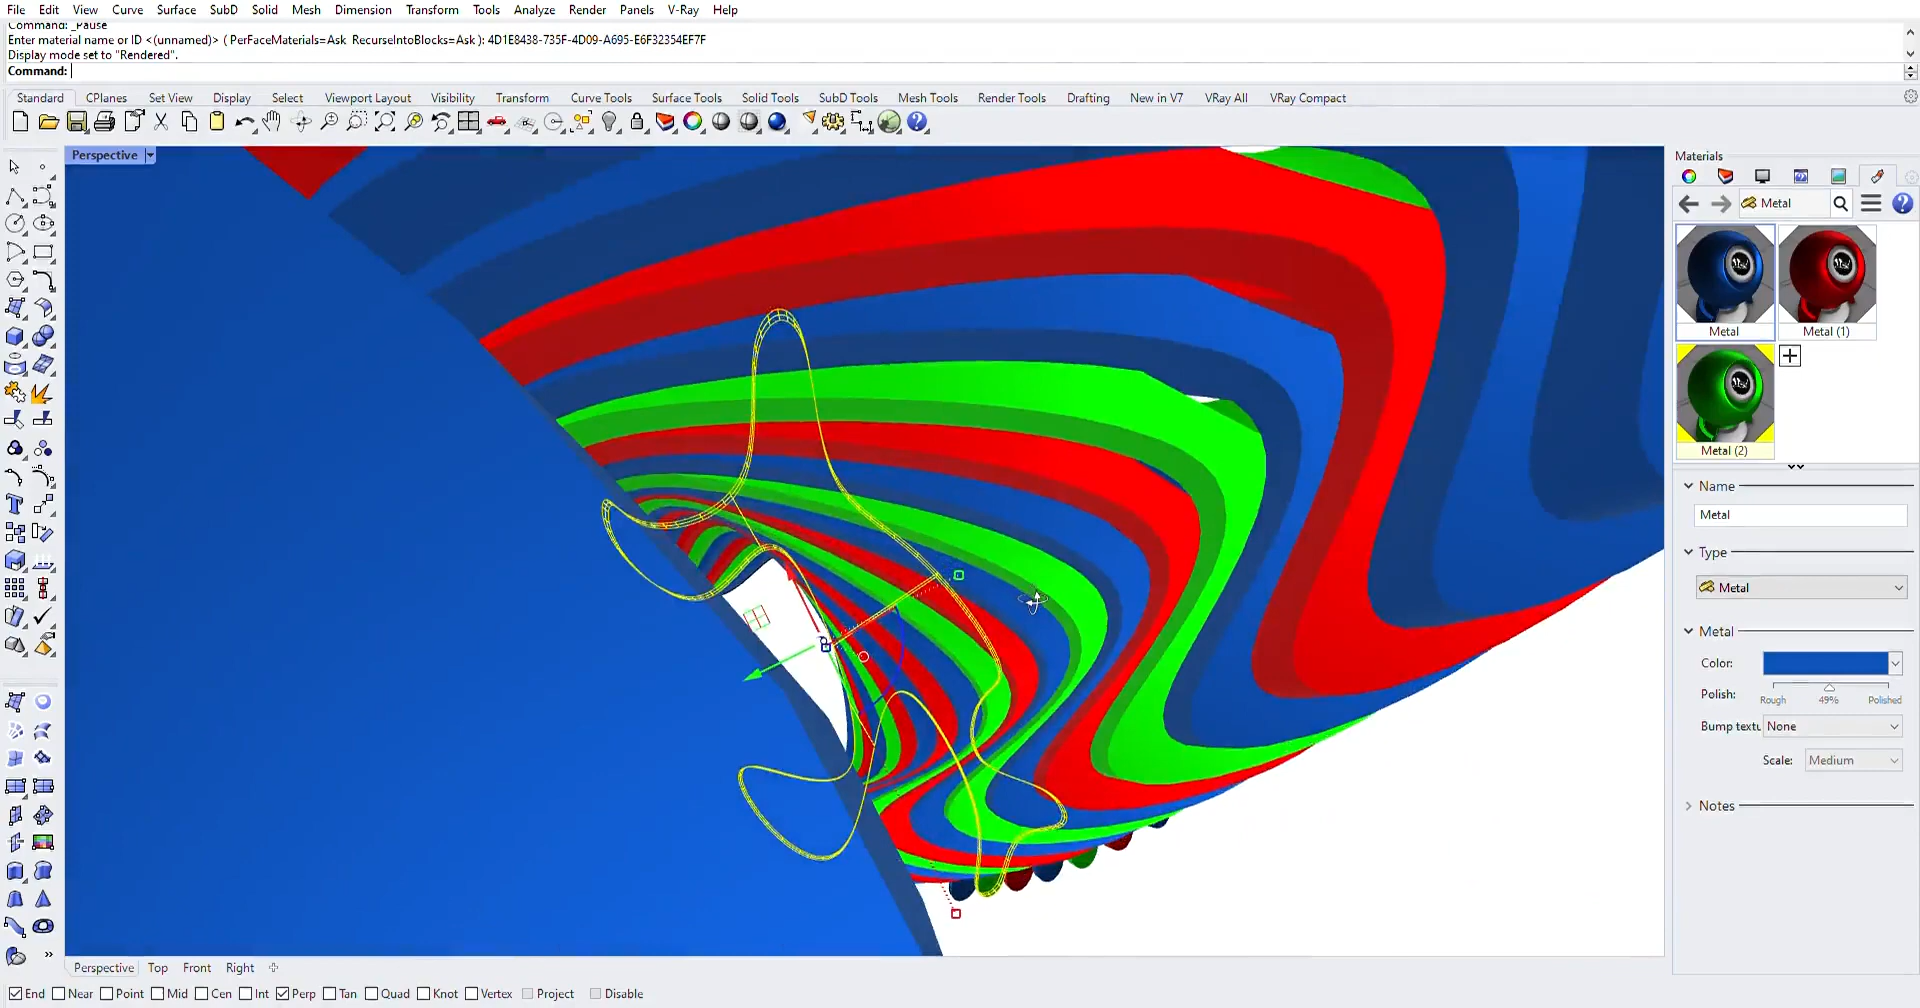 File Edit View Curve Surface SubD Solid Mesh Dimension Transform Tools Analyze Render Panels V-Ray Help
Command: _Pause
Enter material name or ID <(unnamed)> ( PerFaceMaterials=Ask RecurseIntoBlocks=Ask ): 4D1E8438-735F-4D09-A695-E6F32354EF7F
Display mode set to "Rendered".
Command:
Standard CPlanes Set View Display Select Viewport Layout Visibility Transform Curve Tools Surface Tools Solid Tools SubD Tools Mesh Tools Render Tools Drafting New in V7 VRay All VRay Compact
Perspective
Materials
Metal
Metal Metal (1)
Metal (2)
Name
Metal
Type
Metal
Metal
Color:
Polish:
Rough 49% Polished
Bump textu None
Scale: Medium
Notes
Perspective Top Front Right
End Near Point Mid Cen Int Perp Tan Quad Knot Vertex Project Disable